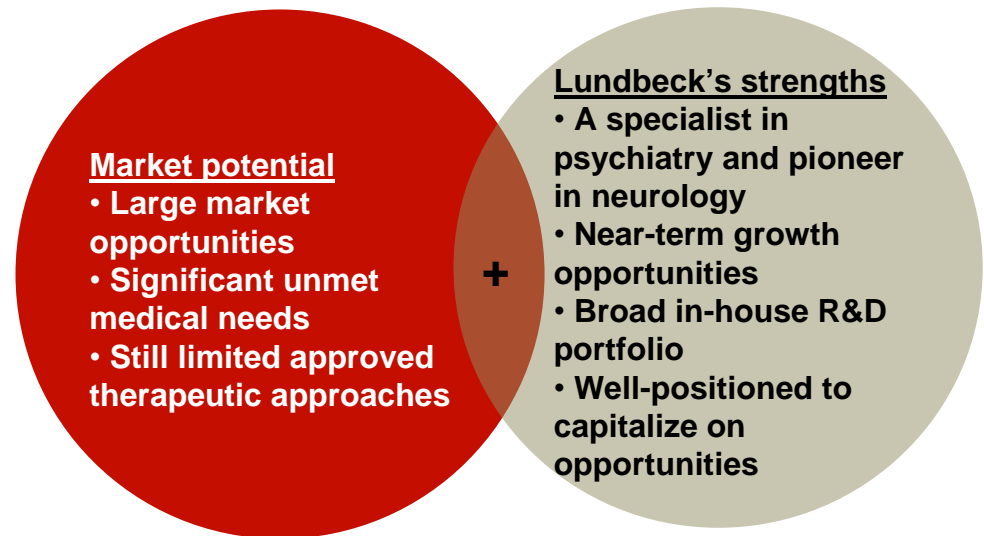 Market potential
• Large market
opportunities
• Significant unmet
medical needs
• Still limited approved
therapeutic approaches
+
Lundbeck’s strengths
• A specialist in
psychiatry and pioneer
in neurology
• Near-term growth
opportunities
• Broad in-house R&D
portfolio
• Well-positioned to
capitalize on
opportunities